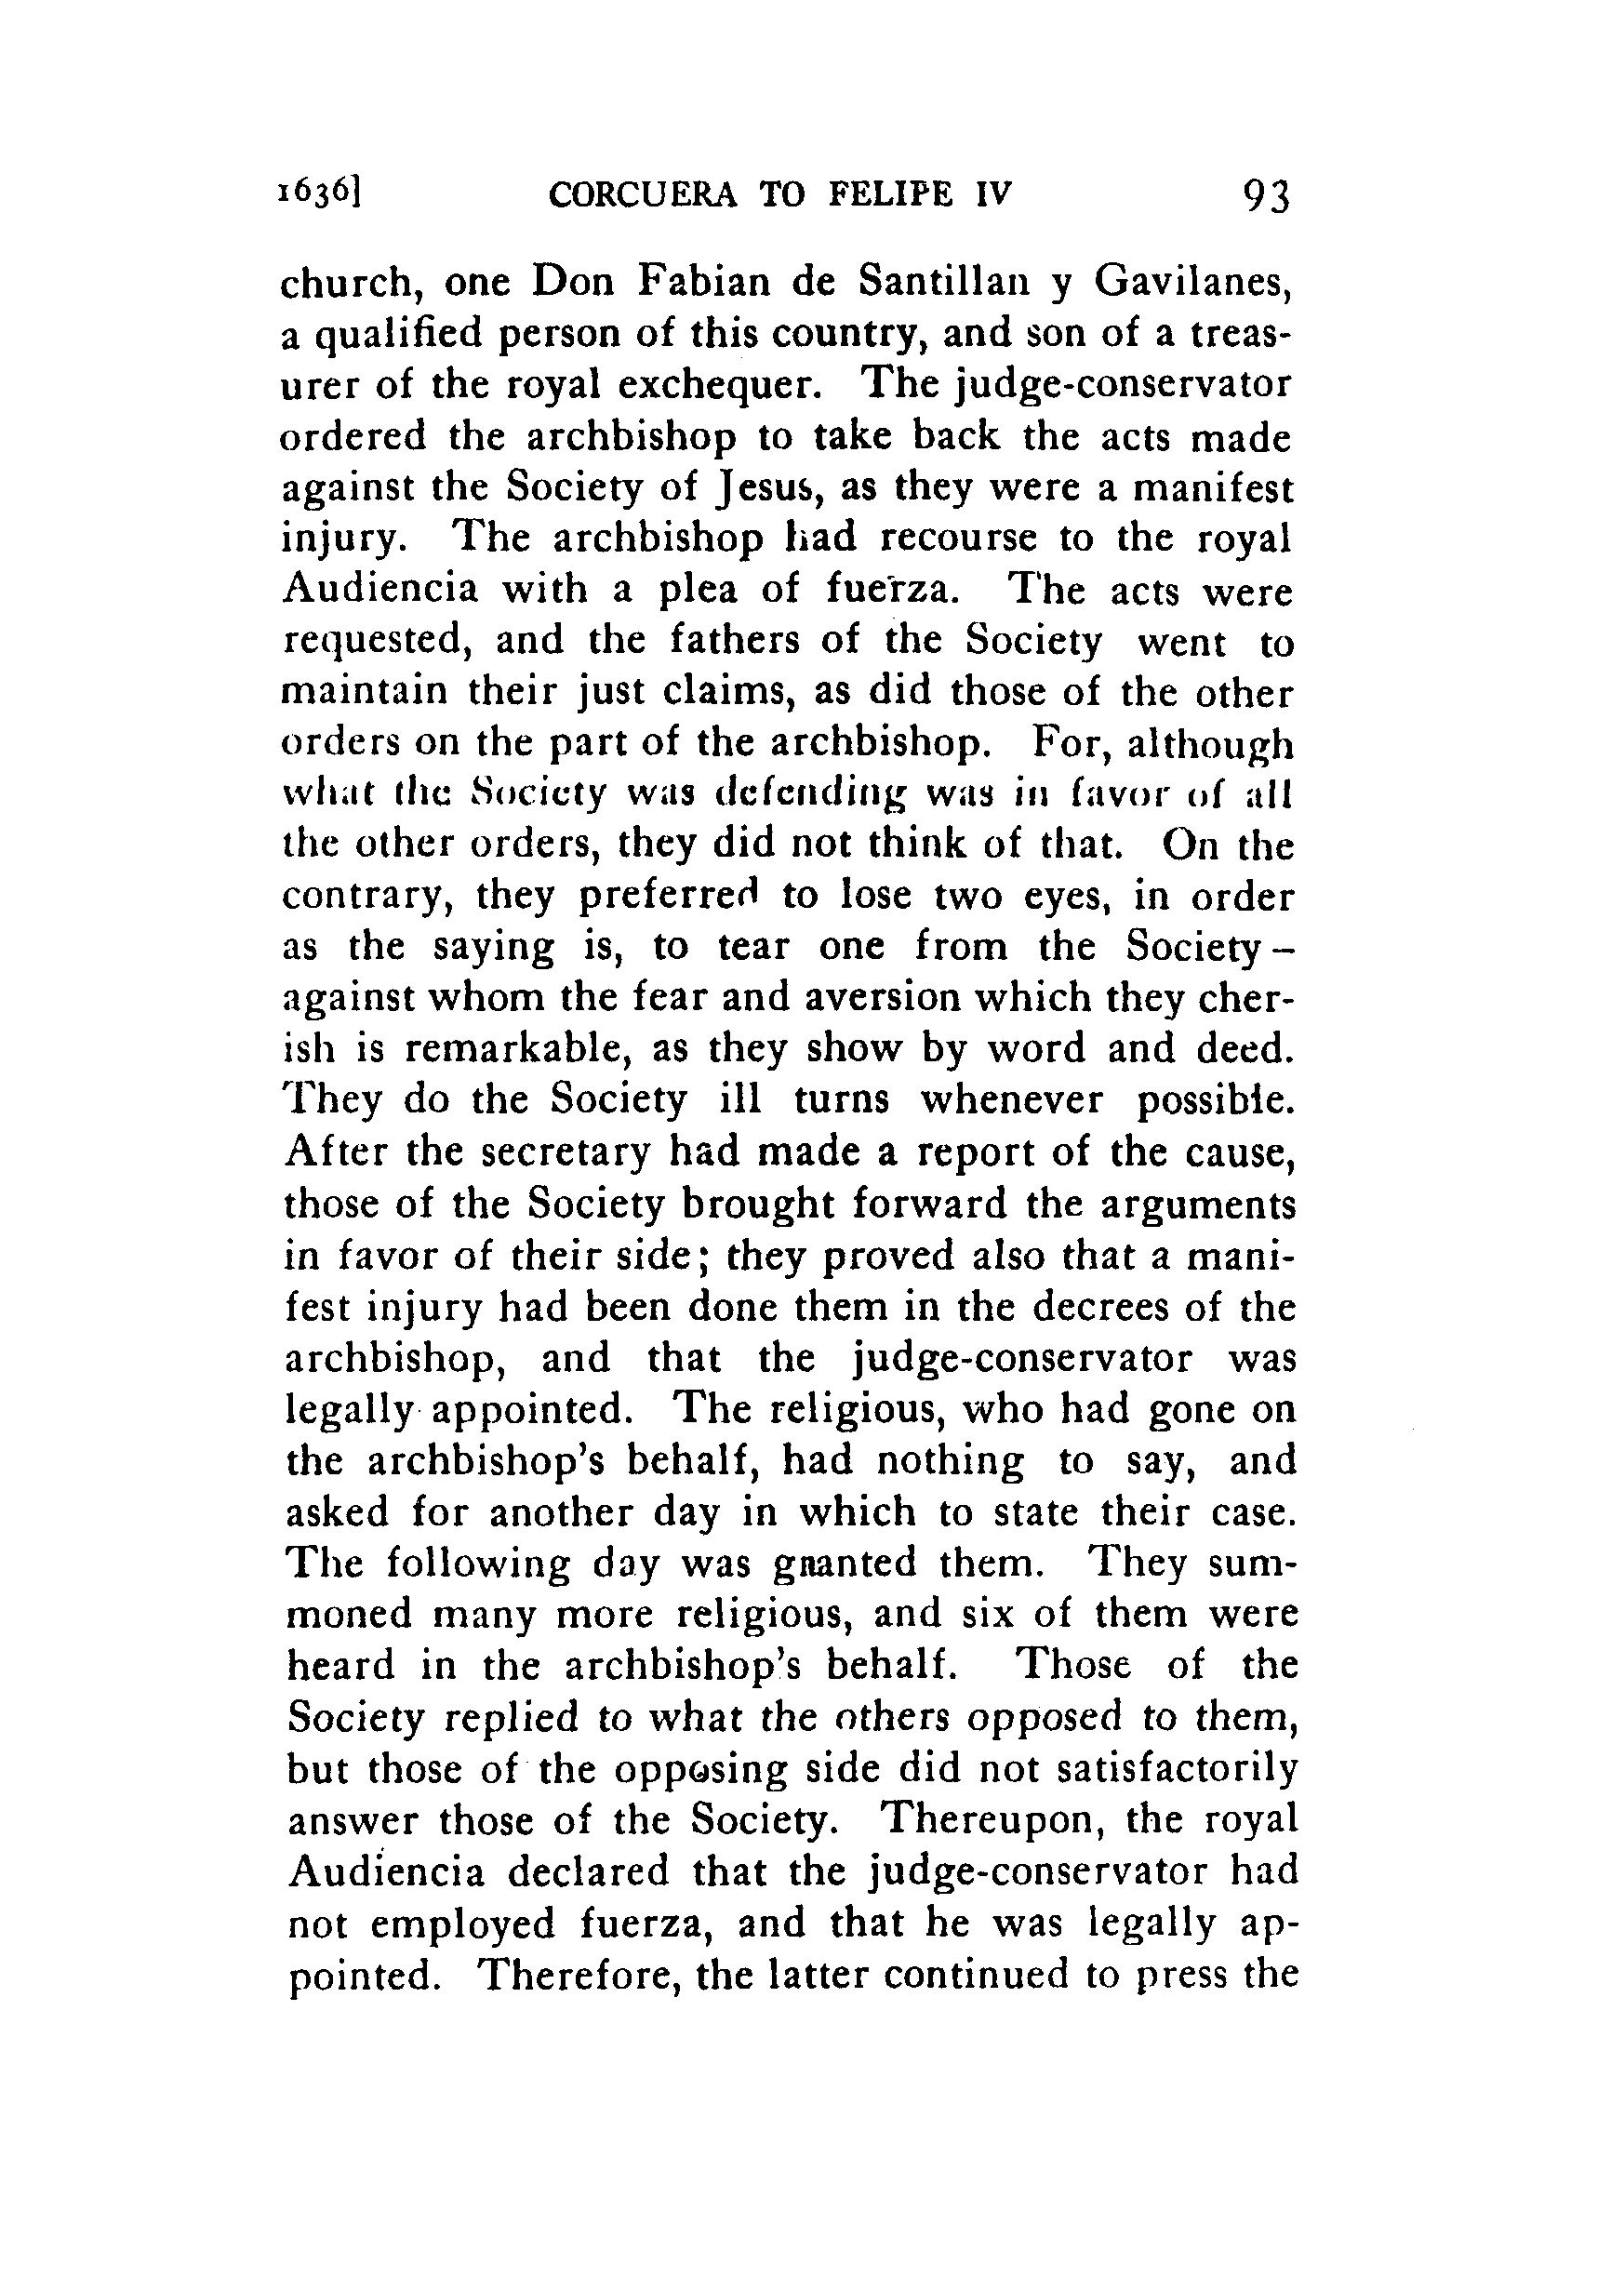 1636] CORCUERA TO FELIPE IV 93
church, one Don Fabian de Santillan y Gavilanes,
a qualified person of this country, and son of a treas-
urer of the royal exchequer. The judge-conservator
ordered the archbishop to take back the acts made
against the Society of Jesus, as they were a manifest
injury. The archbishop had recourse to the royal
Audiencia with a plea of fuerza. The acts were
requested, and the fathers of the Society went to
maintain their just claims, as did those of the other
orders on the part of the archbishop. For, although
what the Society was defending was in favor of all
the other orders, they did not think of that. On the
contrary, they preferred to lose two eyes, in order
as the saying is, to tear one from the Society –
against whom the fear and aversion which they cher-
ish is remarkable, as they show by word and deed.
They do the Society ill turns whenever possible.
After the secretary had made a report of the cause,
those of the Society brought forward the arguments
in favor of their side; they proved also that a mani-
fest injury had been done them in the decrees of the
archbishop, and that the judge-conservator was
legally appointed. The religious, who had gone on
the archbishop's behalf, had nothing to say, and
asked for another day in which to state their case.
The following day was granted them. They sum-
moned many more religious, and six of them were
heard in the archbishop's behalf. Those of the
Society replied to what the others opposed to them,
but those of the opposing side did not satisfactorily
answer those of the Society. Thereupon, the royal
Audiencia declared that the judge-conservator had
not employed fuerza, and that he was legally ap-
pointed. Therefore, the latter continued to press the